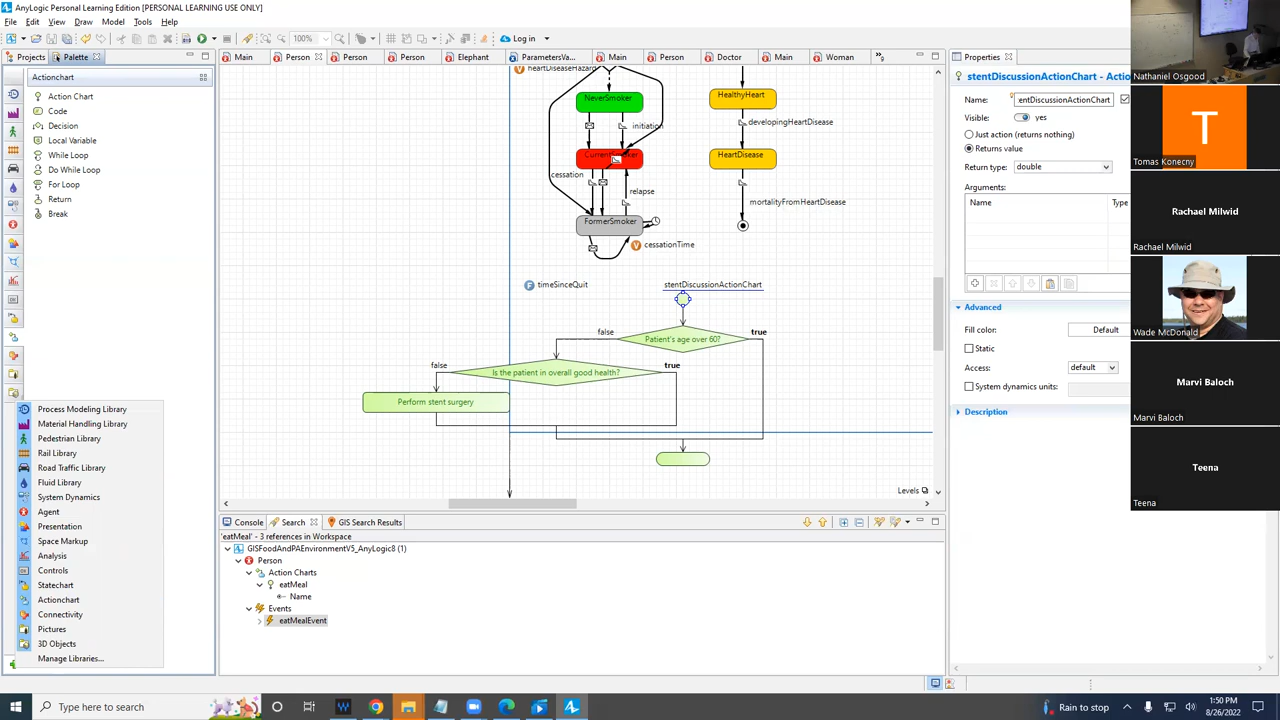 AnyLogic Personal Learning Edition [PERSONAL LEARNING USE ONLY]
File Edit View Draw Model Tools Help
100%
Log in
Projects Palette
Main Person Person Person Elephant ParametersVa... Main Person Doctor Main Woman
Properties
Actionchart
Action Chart
Code
Decision
Local Variable
While Loop
Do While Loop
For Loop
Return
Break
Process Modeling Library
Material Handling Library
Pedestrian Library
Rail Library
Road Traffic Library
Fluid Library
System Dynamics
Agent
Presentation
Space Markup
Analysis
Controls
Statechart
Actionchart
Connectivity
Pictures
3D Objects
Manage Libraries...
heartDiseaseHazard
NeverSmoker
initiation
CurrentSmoker
cessation
relapse
FormerSmoker
cessationTime
HealthyHeart
developingHeartDisease
HeartDisease
mortalityFromHeartDisease
timeSinceQuit
stentDiscussionActionChart
false
true
Patient's age over 60?
false
true
Is the patient in overall good health?
Perform stent surgery
Levels
Console Search GIS Search Results
'eatMeal' - 3 references in Workspace
GISFoodAndPAEnvironmentV5_AnyLogic8 (1)
Person
Action Charts
eatMeal
Name
Events
eatMealEvent
stentDiscussionActionChart - Actio
Name: entDiscussionActionChart
Visible: yes
Just action (returns nothing)
Returns value
Return type: double
Arguments:
Name Type
Advanced
Fill color: Default
Static
Access: default
System dynamics units:
Description
Nathaniel Osgood
T
Tomas Konecny
Rachael Milwid
Rachael Milwid
Wade McDonald
Marvi Baloch
Marvi Baloch
Teena
Teena
Type here to search
W
Rain to stop
1:50 PM
8/26/2022